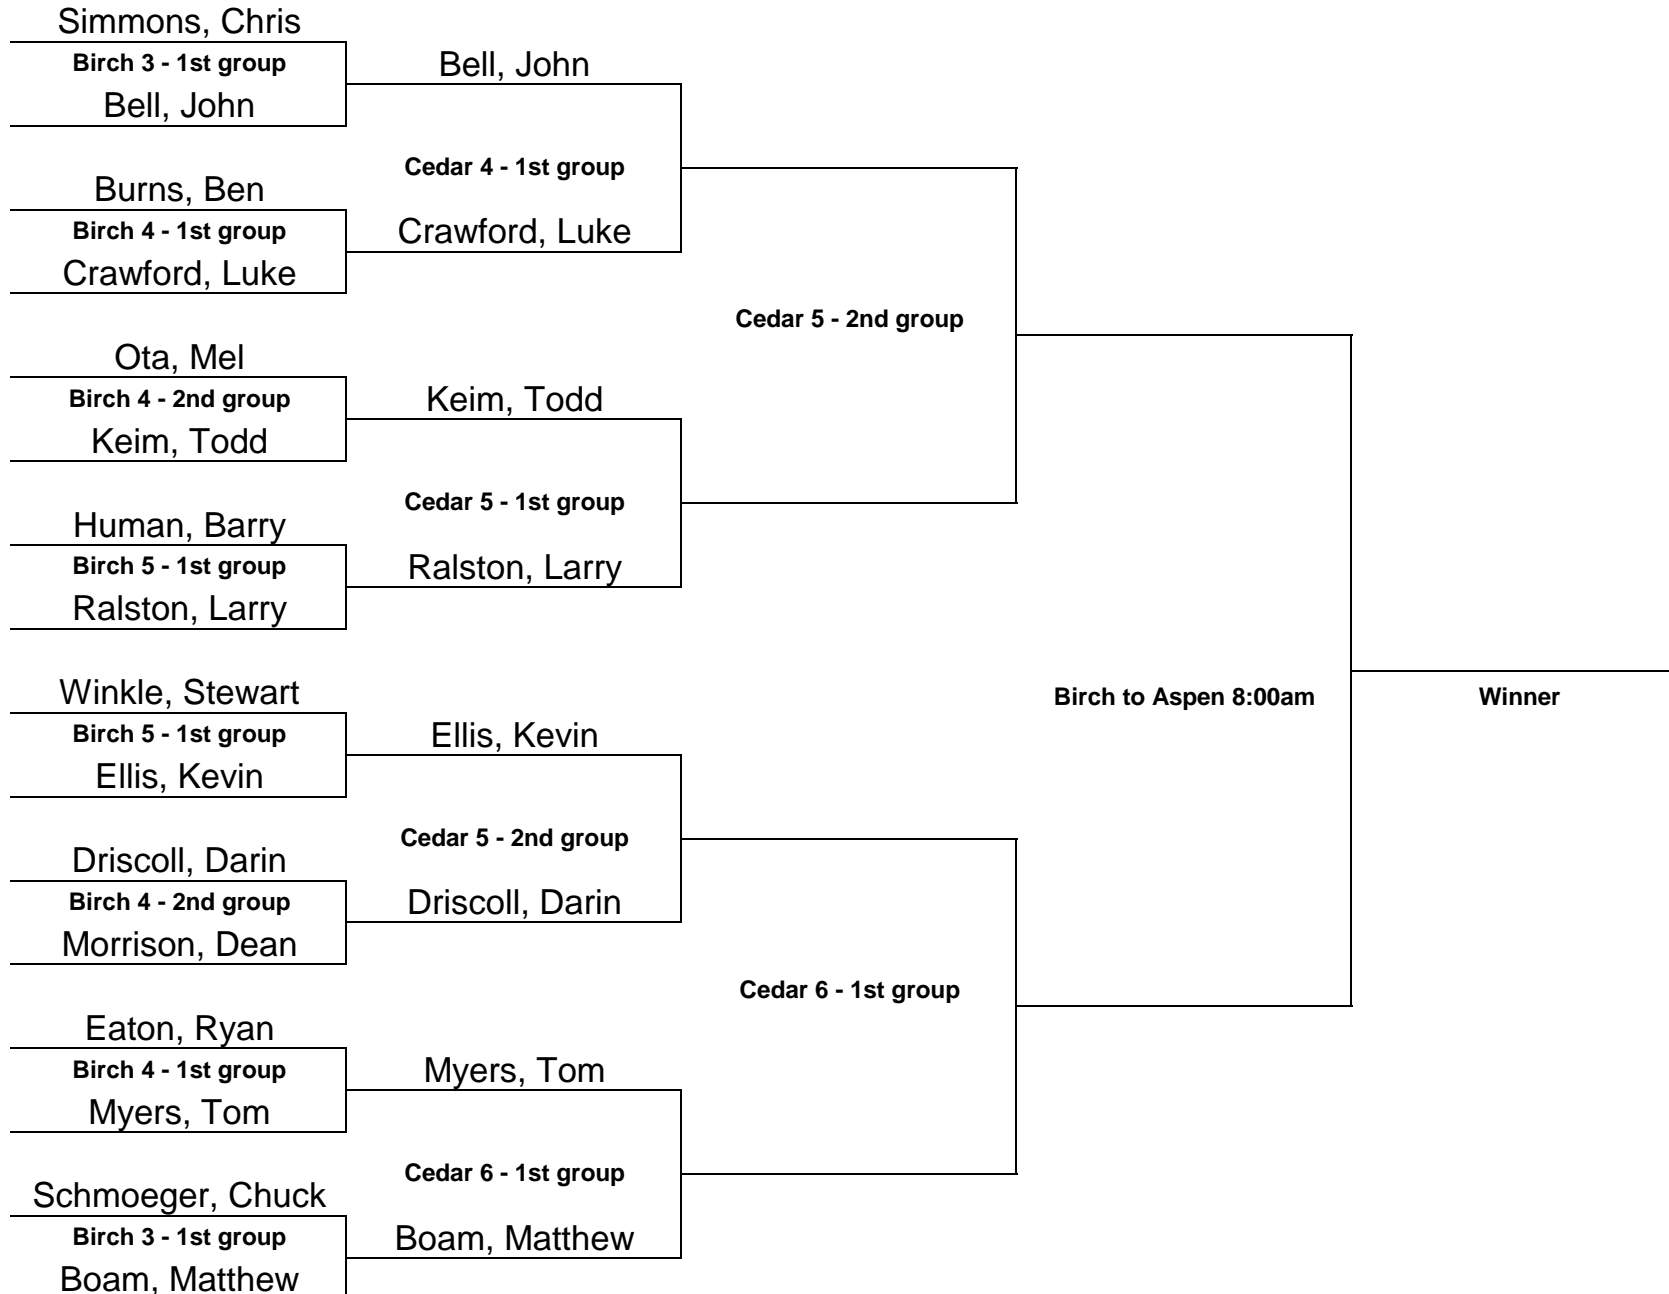 Simmons, Chris
Birch 3 - 1st group
Bell, John
Bell, John
Cedar 4 - 1st group
Burns, Ben
Birch 4 - 1st group
Crawford, Luke
Crawford, Luke
Cedar 5 - 2nd group
Ota, Mel
Birch 4 - 2nd group
Keim, Todd
Keim, Todd
Cedar 5 - 1st group
Human, Barry
Birch 5 - 1st group
Ralston, Larry
Ralston, Larry
Birch to Aspen 8:00am
Winner
Winkle, Stewart
Birch 5 - 1st group
Ellis, Kevin
Ellis, Kevin
Cedar 5 - 2nd group
Driscoll, Darin
Birch 4 - 2nd group
Driscoll, Darin
Morrison, Dean
Cedar 6 - 1st group
Eaton, Ryan
Birch 4 - 1st group
Myers, Tom
Myers, Tom
Cedar 6 - 1st group
Schmoeger, Chuck
Birch 3 - 1st group
Boam, Matthew
Boam, Matthew